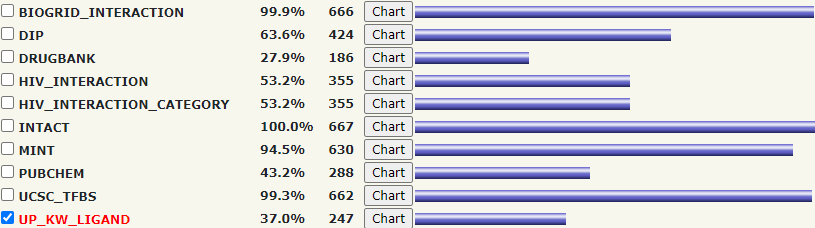 BIOGRID_INTERACTION 99.9% 666 Chart
DIP 63.6% 424 Chart
DRUGBANK 27.9% 186 Chart
HIV_INTERACTION 53.2% 355 Chart
HIV_INTERACTION_CATEGORY 53.2% 355 Chart
INTACT 100.0% 667 Chart
MINT 94.5% 630 Chart
PUBCHEM 43.2% 288 Chart
UCSC_TFBS 99.3% 662 Chart
UP_KW_LIGAND 37.0% 247 Chart